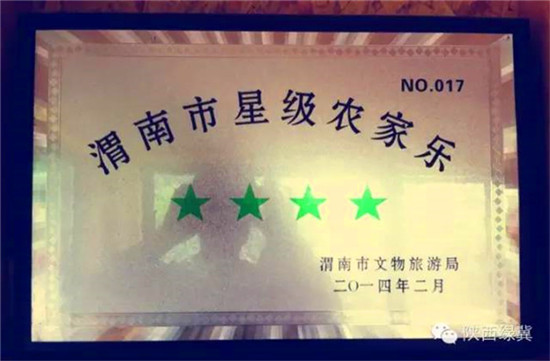 NO.017
渭南市星级农家乐
渭南市文物旅游局
二〇一四年二月
陕西绿冀